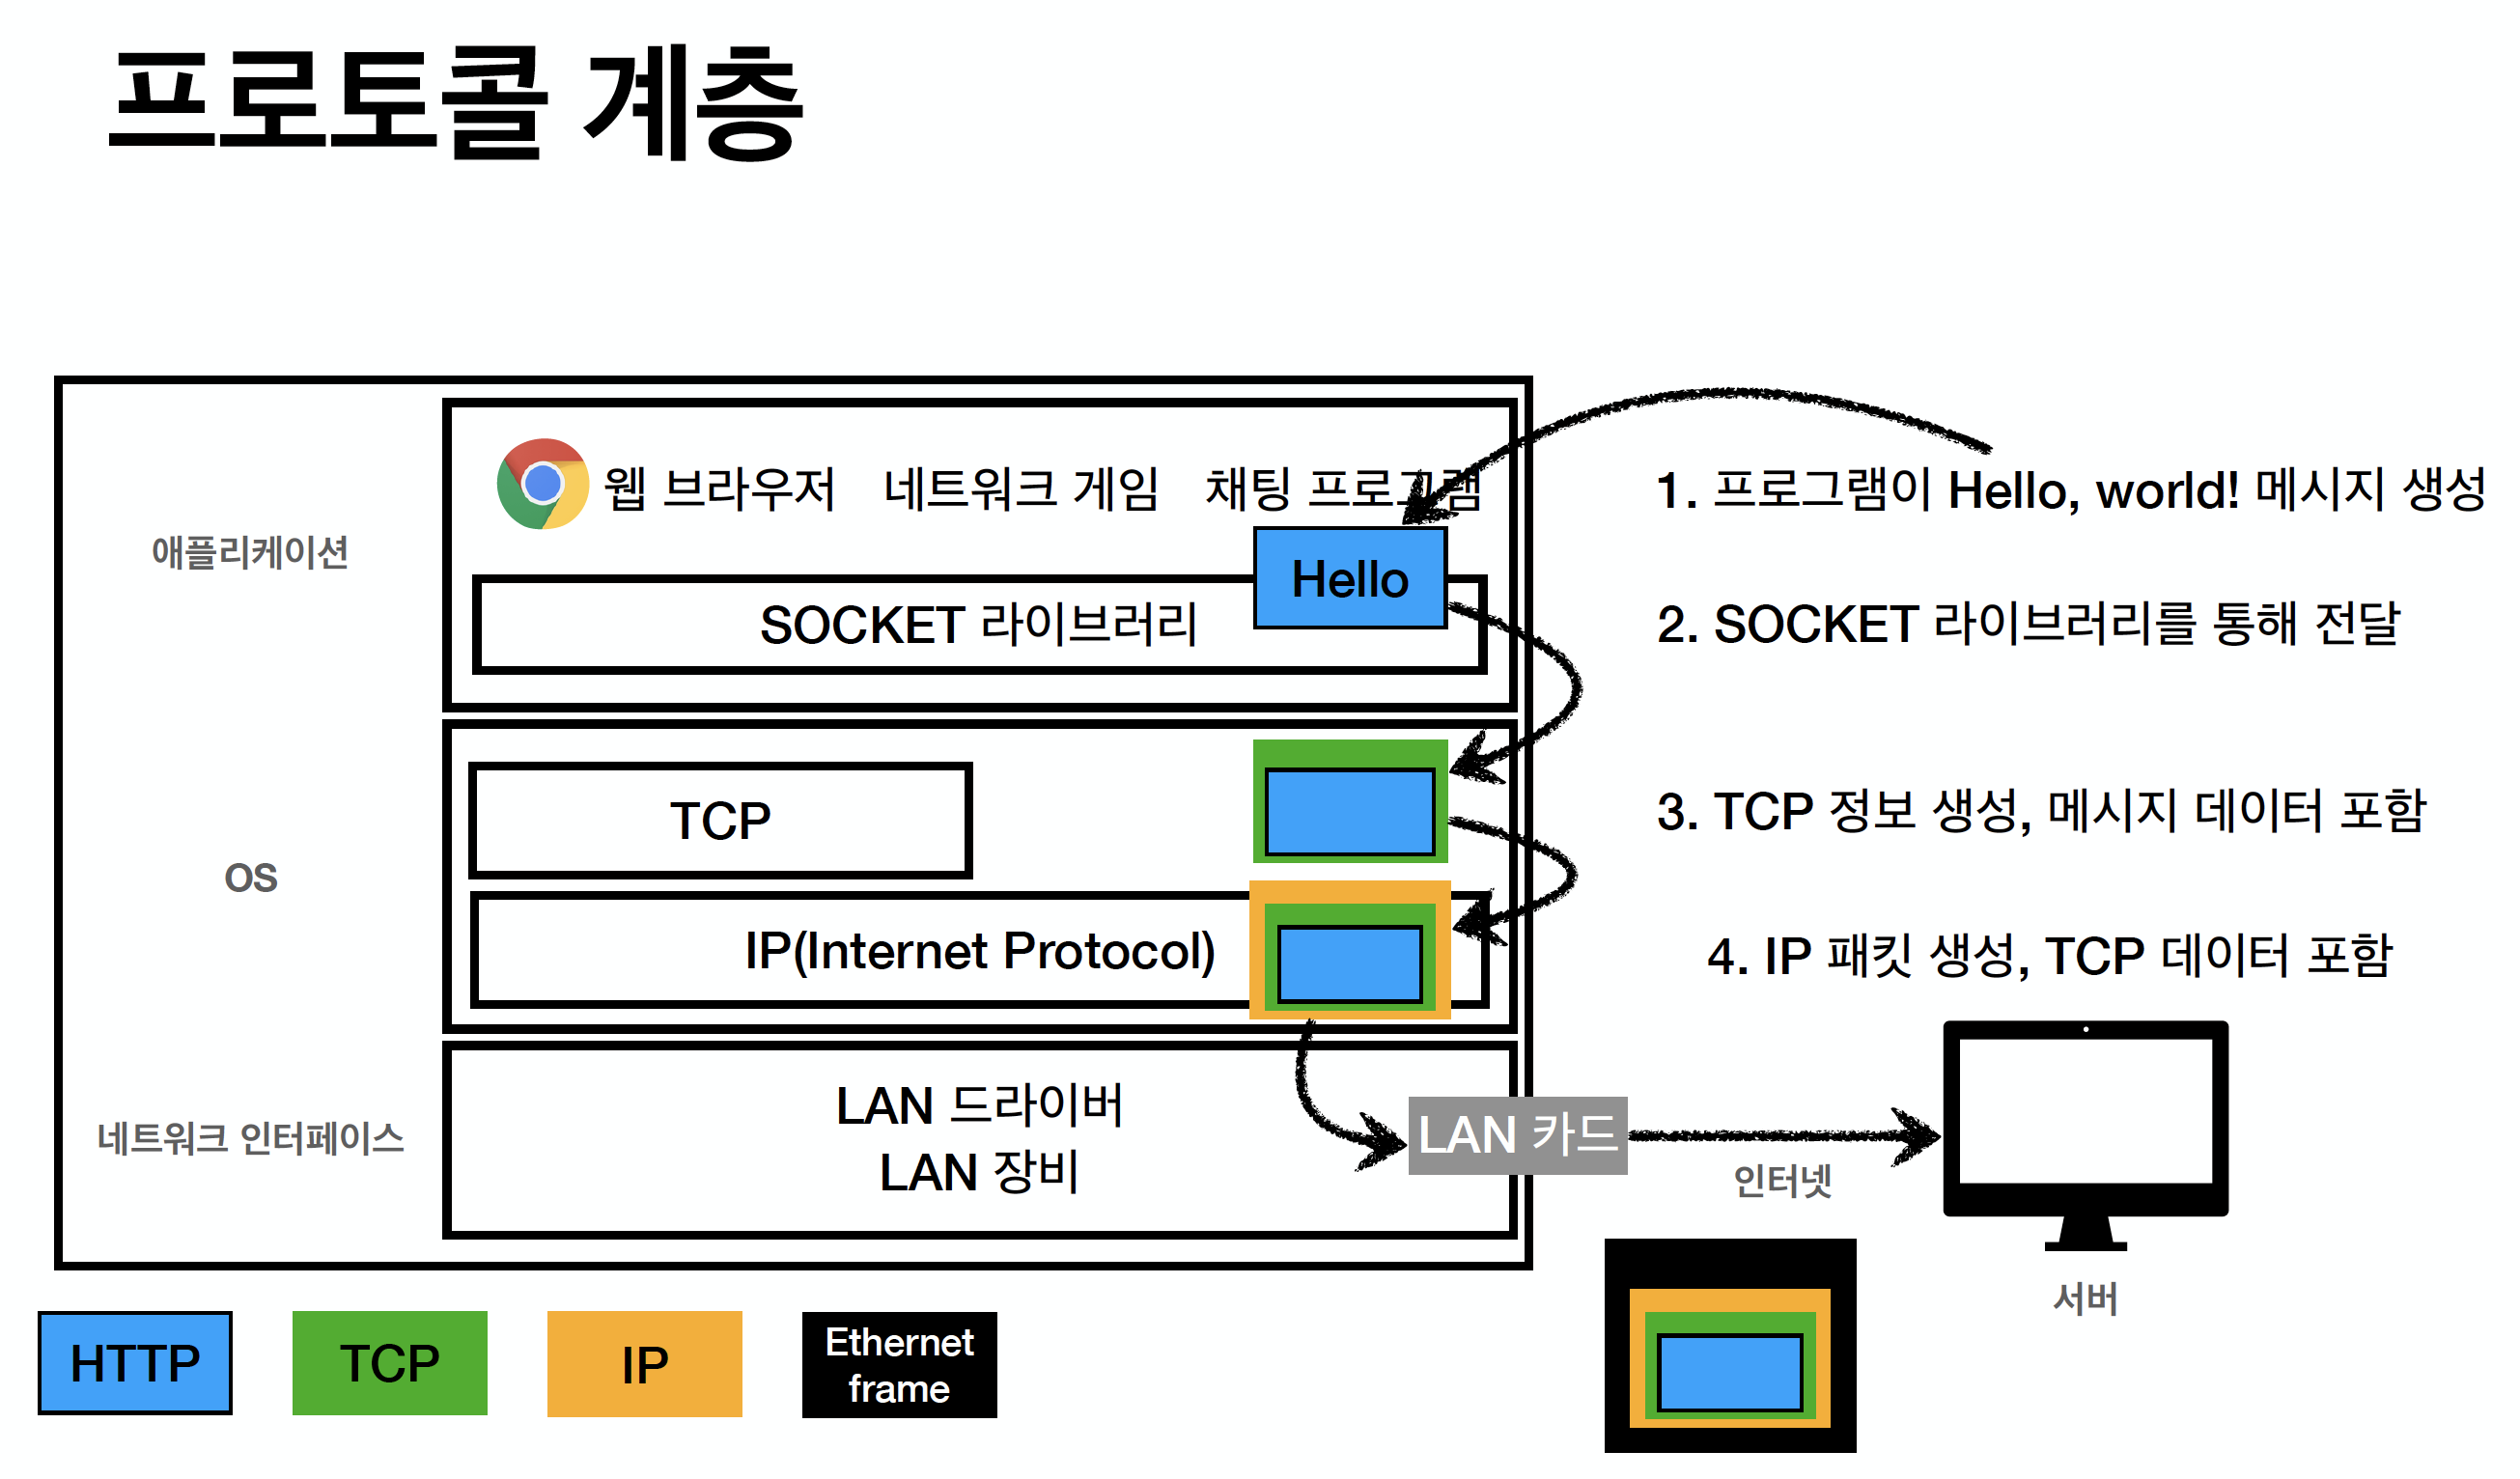 프로토콜 계층
애플리케이션
웹 브라우저 네트워크 게임 채팅 프로그램
Hello
SOCKET 라이브러리
1. 프로그램이 Hello, world! 메시지 생성
2. SOCKET 라이브러리를 통해 전달
OS
TCP
IP(Internet Protocol)
3. TCP 정보 생성, 메시지 데이터 포함
4. IP 패킷 생성, TCP 데이터 포함
네트워크 인터페이스
LAN 드라이버
LAN 장비
LAN 카드
인터넷
서버
HTTP
TCP
IP
Ethernet
frame